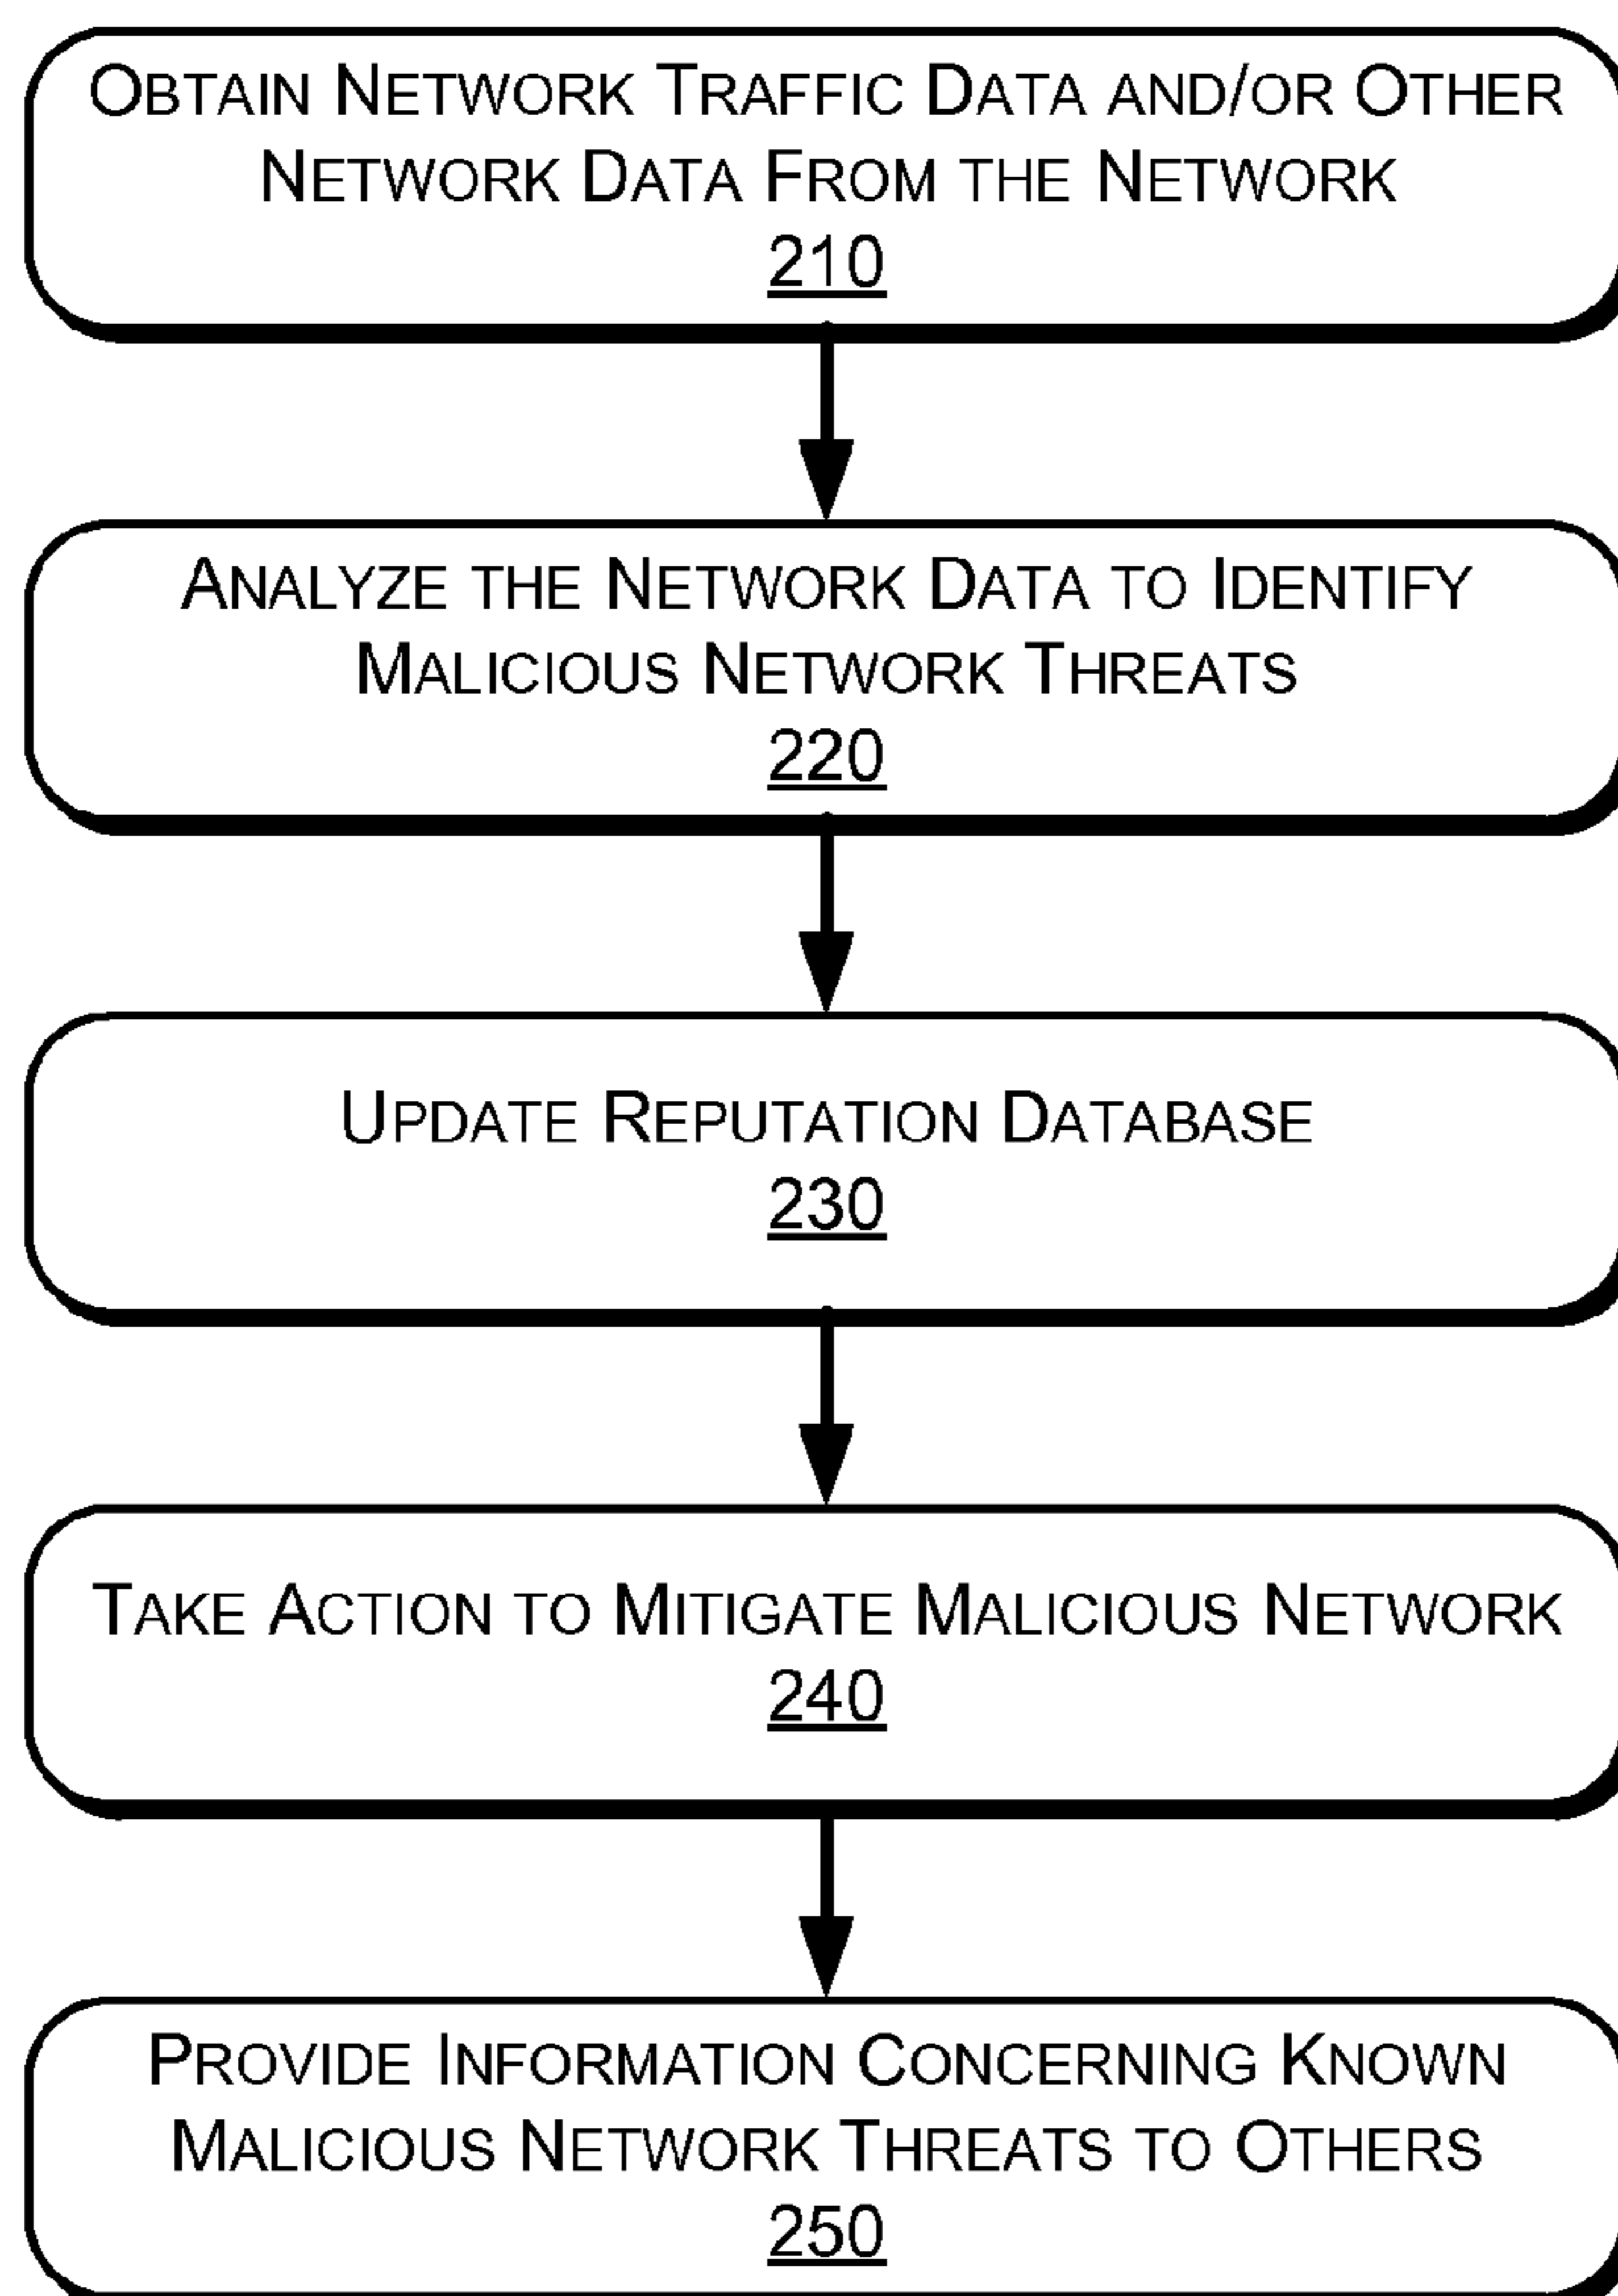 OBTAIN NETWORK TRAFFIC DATA AND/OR OTHER
NETWORK DATA FROM THE NETWORK
210
ANALYZE THE NETWORK DATA TO IDENTIFY
MALICIOUS NETWORK THREATS
220
UPDATE REPUTATION DATABASE
230
TAKE ACTION TO MITIGATE MALICIOUS NETWORK
240
PROVIDE INFORMATION CONCERNING KNOWN
MALICIOUS NETWORK THREATS TO OTHERS
250